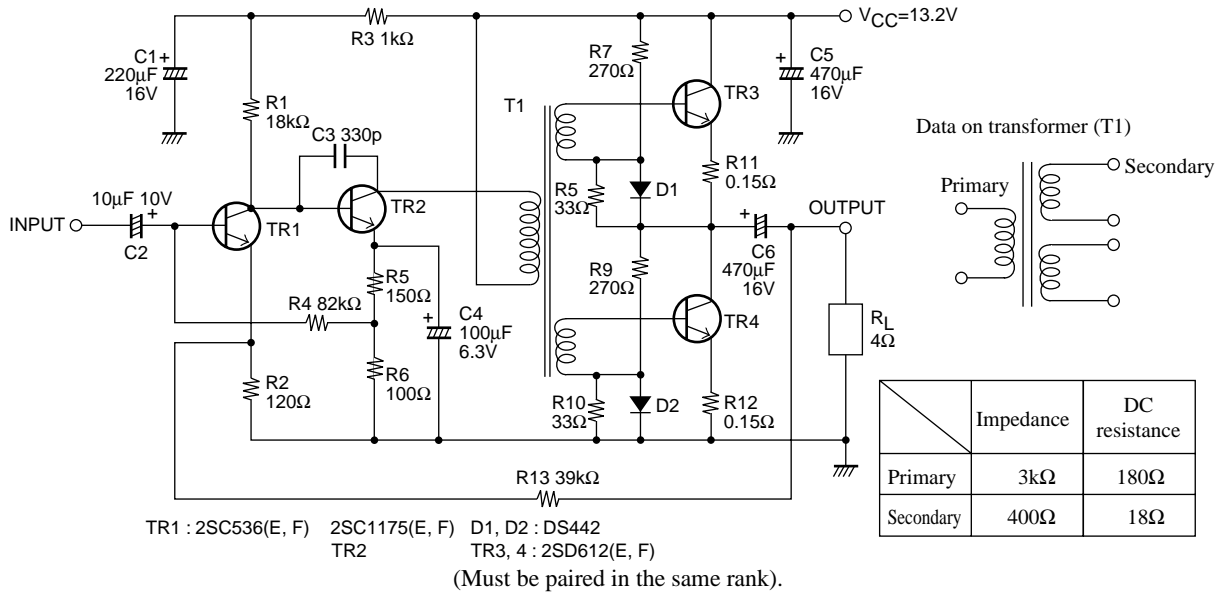 VCC=13.2V
R3 1kΩ
C1 +
220µF
16V
R1
18kΩ
C3 330p
R7
270Ω
T1
TR3
+ C5
470µF
16V
Data on transformer (T1)
Secondary
Primary
10µF 10V
+
INPUT
C2
TR1
TR2
R5
33Ω
D1
R11
0.15Ω
+
C6
470µF
16V
OUTPUT
R5
150Ω
R4 82kΩ
+ C4
100µF
6.3V
R9
270Ω
TR4
RL
4Ω
R2
120Ω
R6
100Ω
R10
33Ω
D2
R12
0.15Ω
R13 39kΩ
Impedance
DC
resistance
Primary 3kΩ 180Ω
Secondary 400Ω 18Ω
TR1 : 2SC536(E, F) 2SC1175(E, F) D1, D2 : DS442
TR2 TR3, 4 : 2SD612(E, F)
(Must be paired in the same rank).